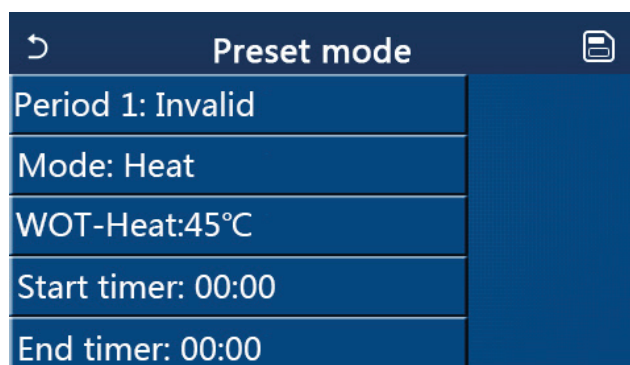 Preset mode
Period 1: Invalid
Mode: Heat
WOT-Heat:45℃
Start timer: 00:00
End timer: 00:00